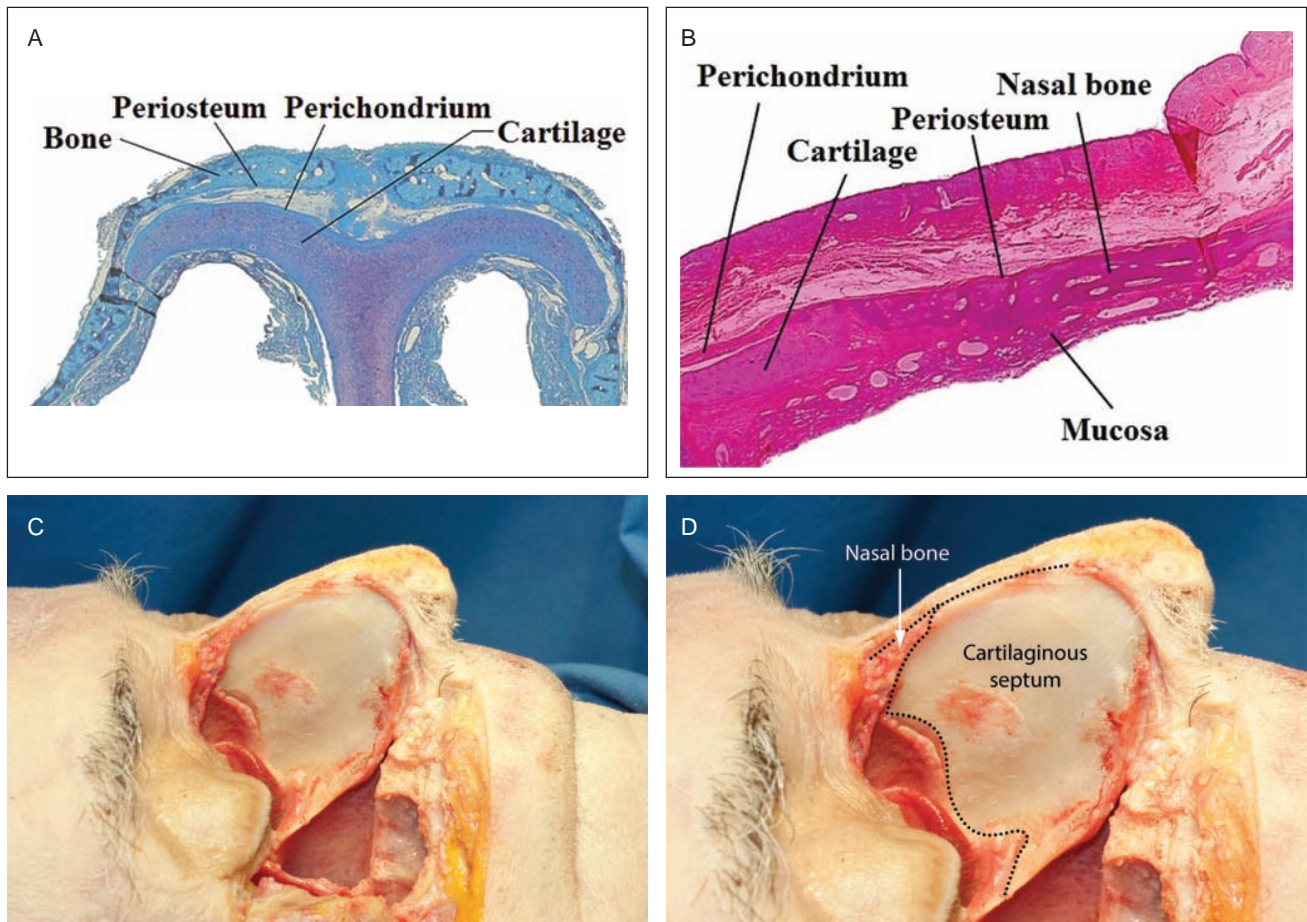 A
Periosteum Perichondrium
Bone
Cartilage
B
Perichondrium
Nasal bone
Periosteum
Cartilage
Mucosa
C
D
Nasal bone
Cartilaginous
septum